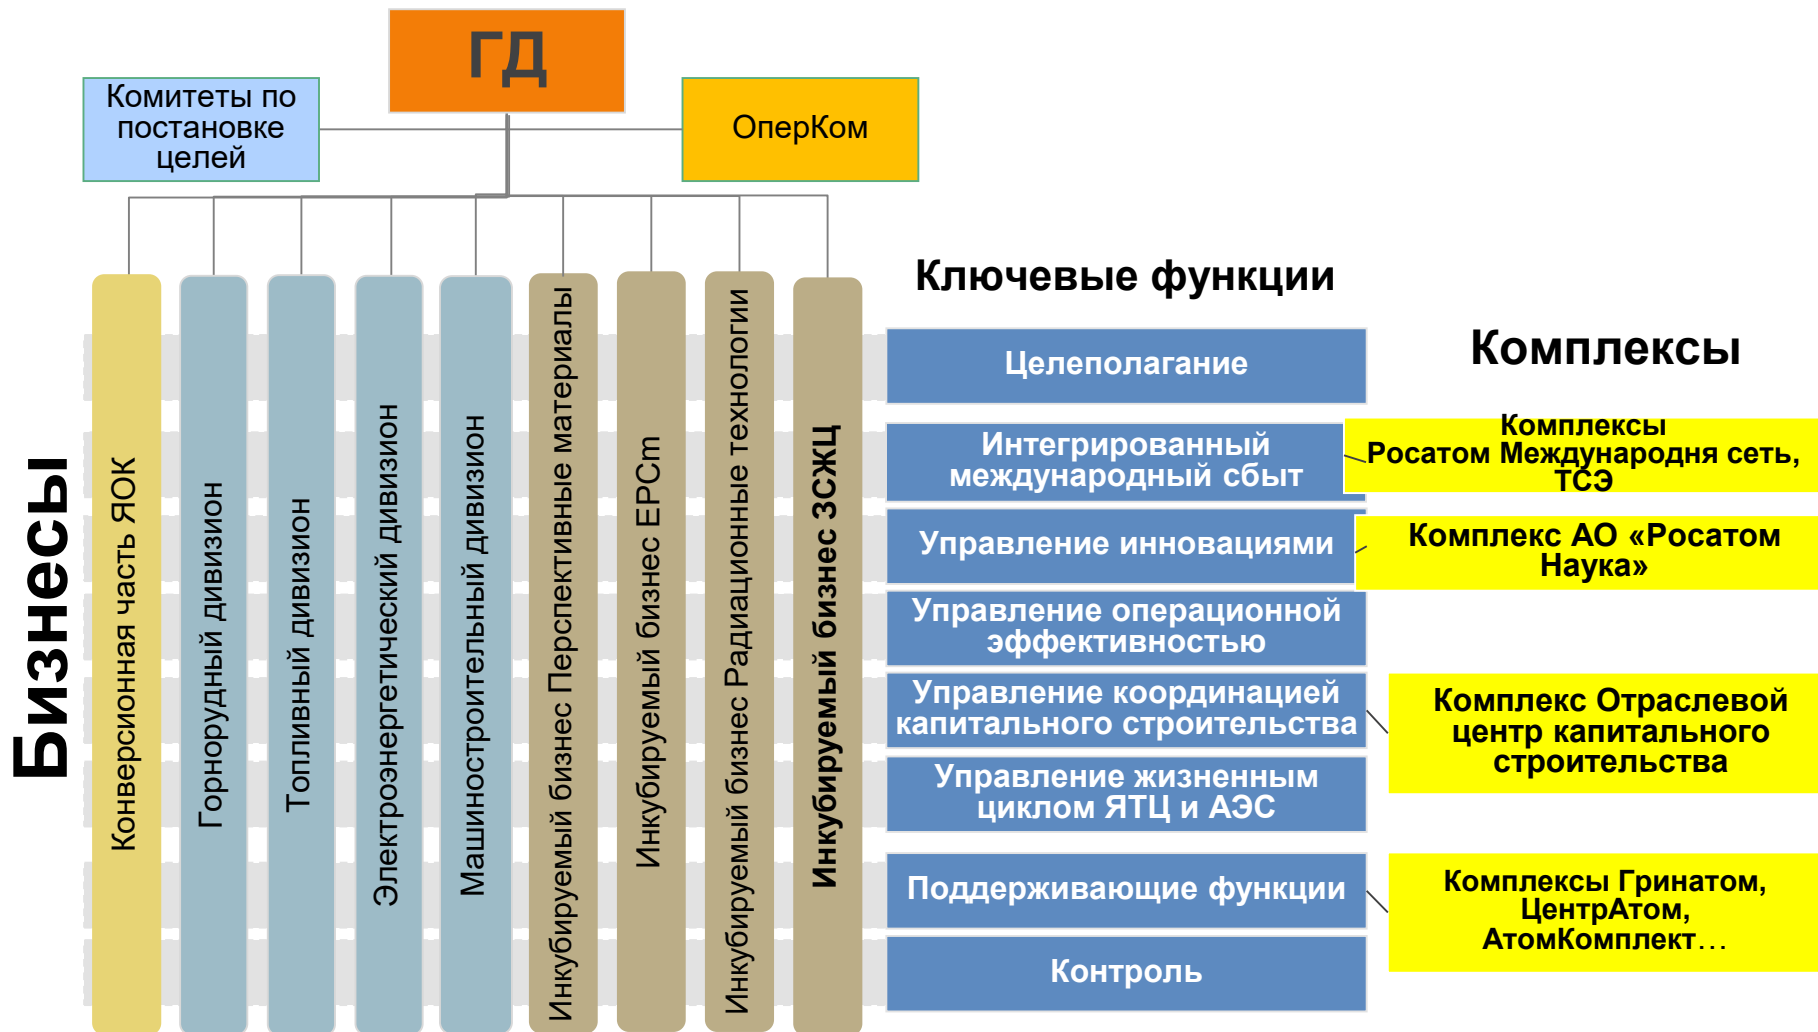 ГД
Комитеты по
постановке
целей
ОперКом
Бизнесы
Конверсионная часть ЯОК
Горнорудный дивизион
Топливный дивизион
Электроэнергетический дивизион
Машиностроительный дивизион
Инкубируемый бизнес Перспективные материалы
Инкубируемый бизнес EPCm
Инкубируемый бизнес Радиационные технологии
Инкубируемый бизнес ЗСЖЦ
Ключевые функции
Целеполагание
Интегрированный
международный сбыт
Управление инновациями
Управление операционной
эффективностью
Управление координацией
капитального строительства
Управление жизненным
циклом ЯТЦ и АЭС
Поддерживающие функции
Контроль
Комплексы
Комплексы
Росатом Международня сеть,
ТСЭ
Комплекс АО «Росатом
Наука»
Комплекс Отраслевой
центр капитального
строительства
Комплексы Гринатом,
ЦентрАтом,
АтомКомплект…